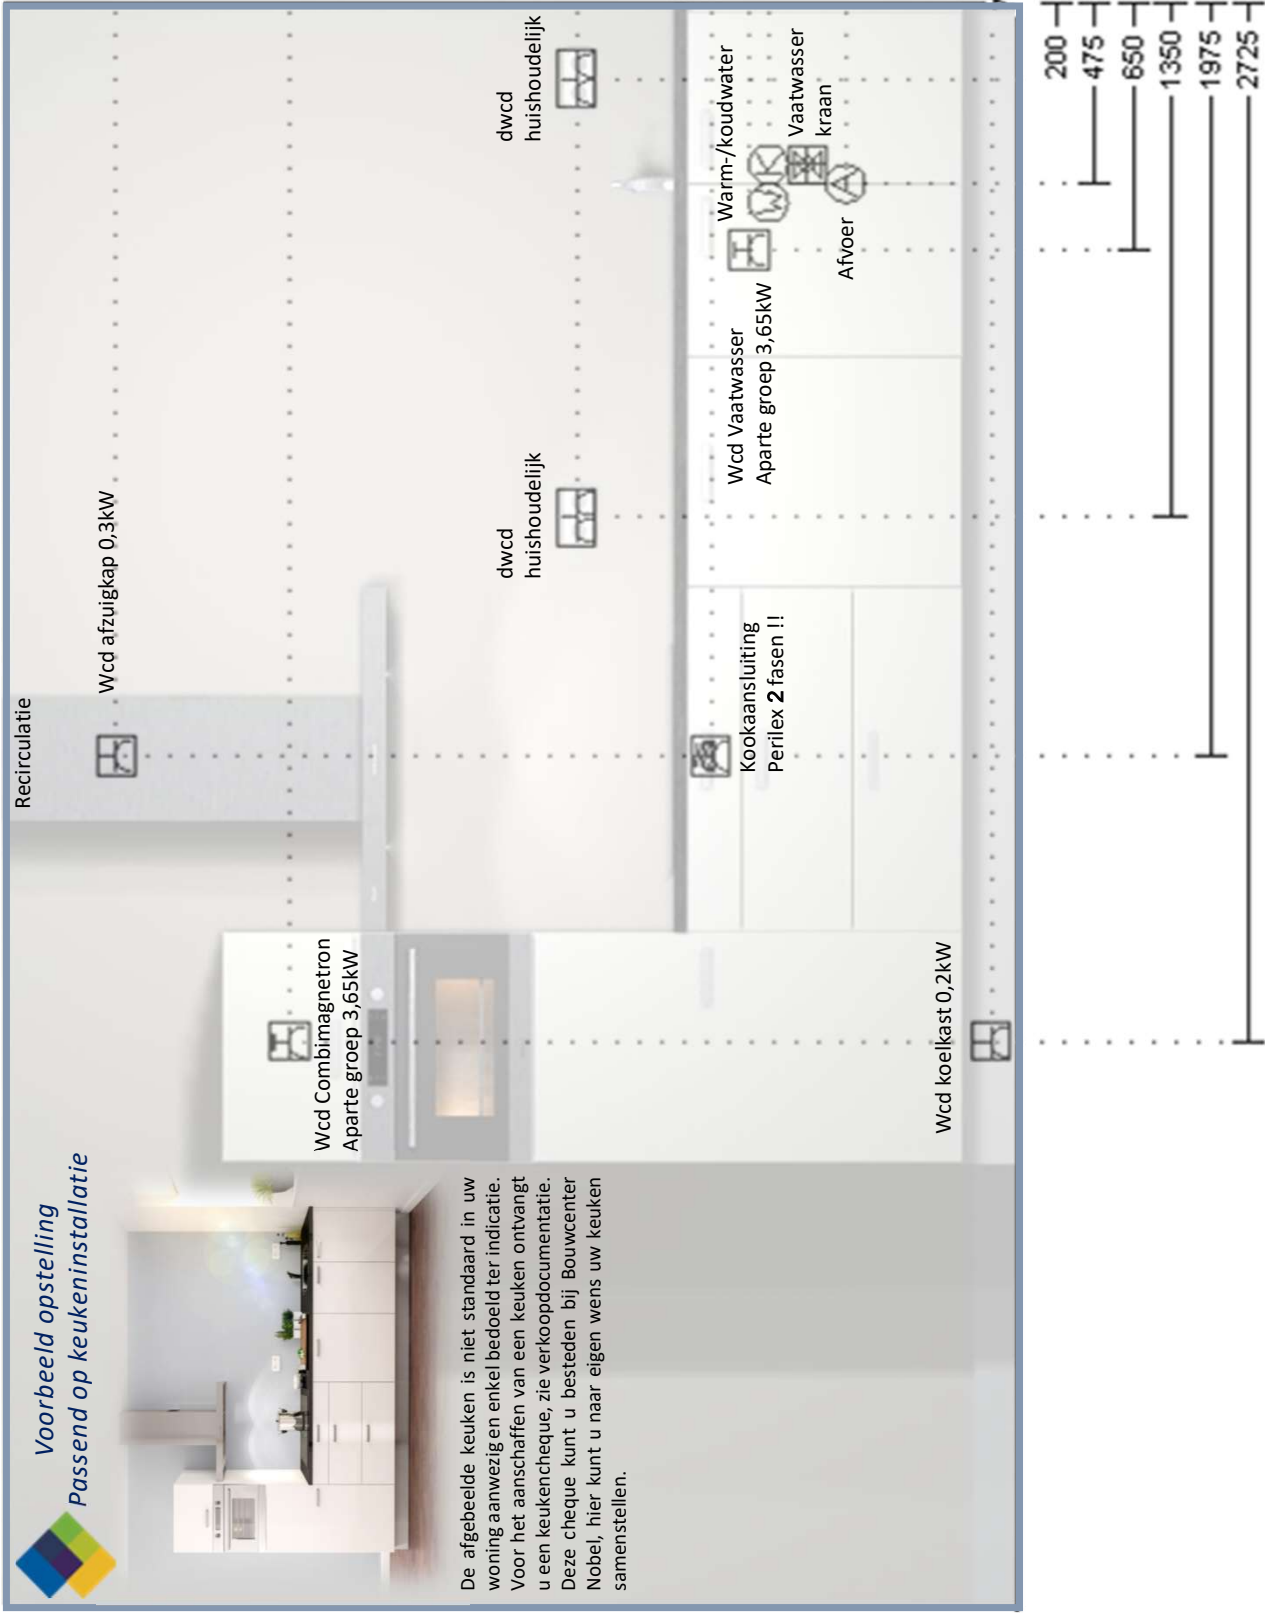 Voorbeeld opstelling
Passend op keukeninstallatie
De afgebeelde keuken is niet standaard in uw
woning aanwezig en enkel bedoeld ter indicatie.
Voor het aanschaffen van een keuken ontvangt
u een keukencheque, zie verkoopdocumentatie.
Deze cheque kunt u besteden bij Bouwcenter
Nobel, hier kunt u naar eigen wens uw keuken
samenstellen.
Recirculatie
Wcd afzuigkap 0,3kW
Wcd Combimagnetron
Aparte groep 3,65kW
dwcd
huishoudelijk
dwcd
huishoudelijk
Kookaansluiting
Perilex 2 fasen !!
Wcd Vaatwasser
Aparte groep 3,65kW
Warm-/koudwater
W
K
Vaatwasser
kraan
A
Afvoer
Wcd koelkast 0,2kW
200
475
650
1350
1975
2725